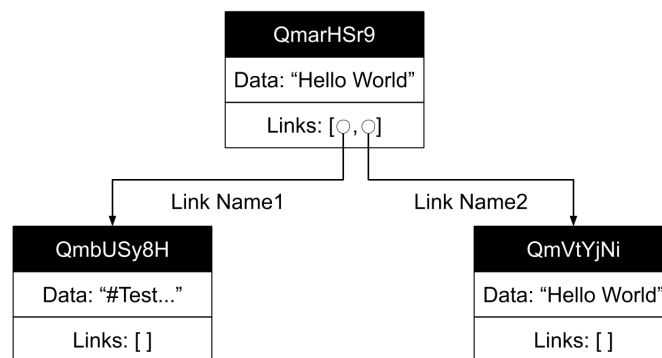 QmarHSr9
Data: “Hello World”
Links: [ , ]
Link Name1
Link Name2
QmbUSy8H
Data: “#Test...”
Links: [ ]
QmVtYjNi
Data: “Hello World”
Links: [ ]